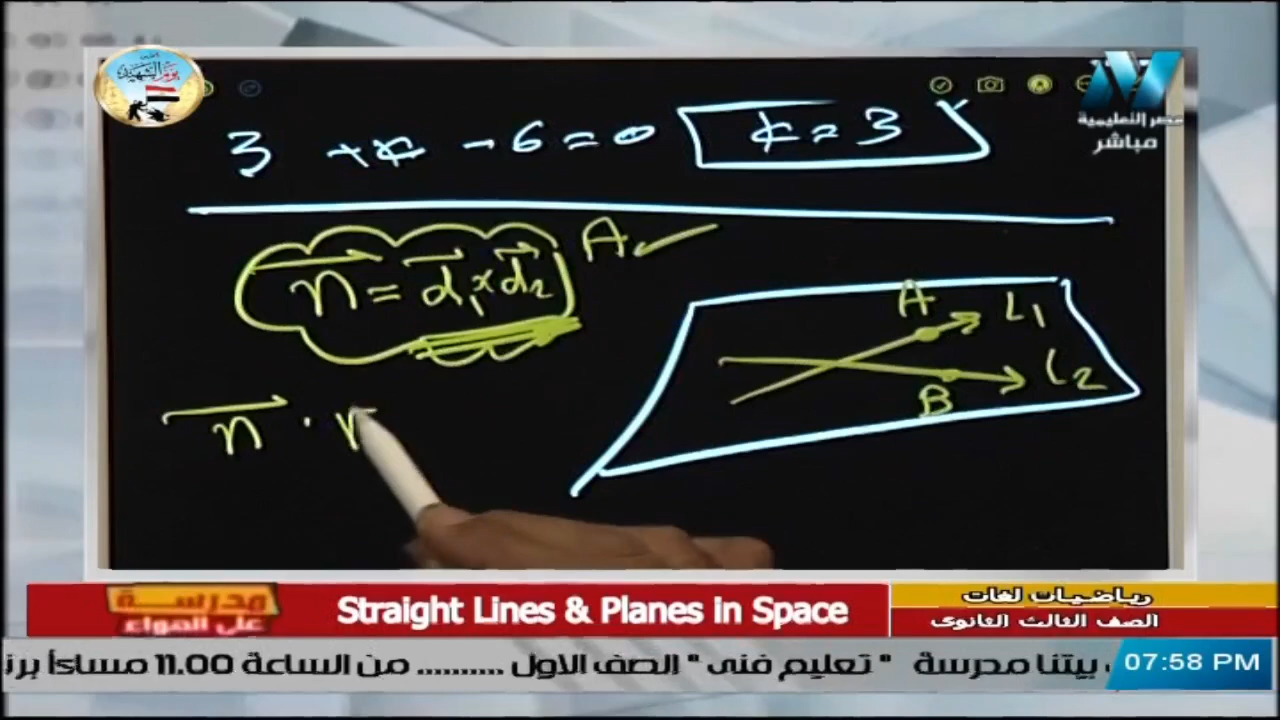 يوم الشهيد
مصر التعليمية
مباشر
3 + k - 6 = 0 k = 3
n = d₁ × d₂ A ✓
A L₁
B L₂
n · r
مدرسة
على الهواء
Straight Lines & Planes in Space
رياضيات لغات
الصف الثالث الثانوى
بيتنا مدرسة " تعليم فنى " الصف الاول .......... من الساعة 11.00 مساءاً
07:58 PM